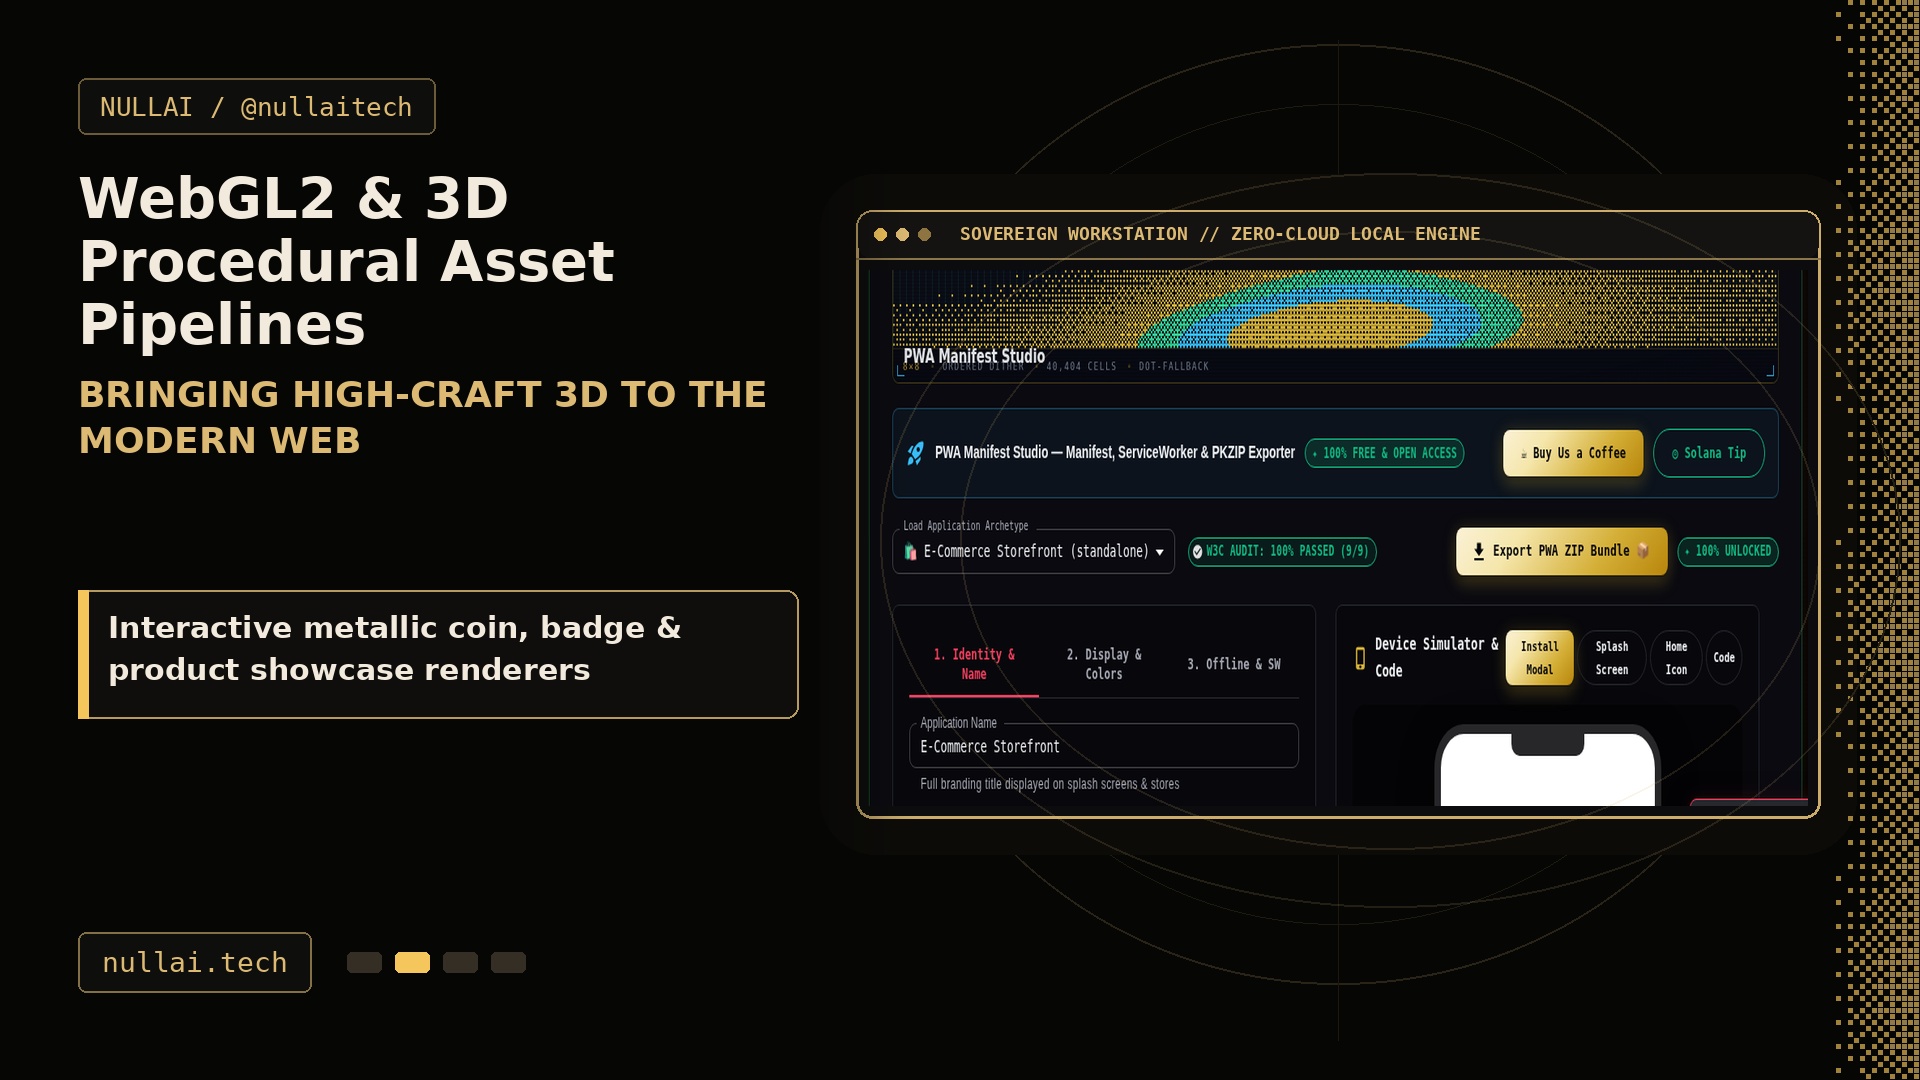 NULLAI / @nullaitech
WebGL2 & 3D
Procedural Asset
Pipelines
BRINGING HIGH-CRAFT 3D TO THE
MODERN WEB
Interactive metallic coin, badge &
product showcase renderers
nullai.tech
SOVEREIGN WORKSTATION // ZERO-CLOUD LOCAL ENGINE
PWA Manifest Studio
8×8 · ORDERED DITHER · 40,404 CELLS · DOT-FALLBACK
PWA Manifest Studio — Manifest, ServiceWorker & PKZIP Exporter
100% FREE & OPEN ACCESS
Buy Us a Coffee
◎ Solana Tip
Load Application Archetype
E-Commerce Storefront (standalone)
W3C AUDIT: 100% PASSED (9/9)
Export PWA ZIP Bundle 📦
100% UNLOCKED
1. Identity &
Name
2. Display &
Colors
3. Offline & SW
Application Name
E-Commerce Storefront
Full branding title displayed on splash screens & stores
Device Simulator &
Code
Install
Modal
Splash
Screen
Home
Icon
Code